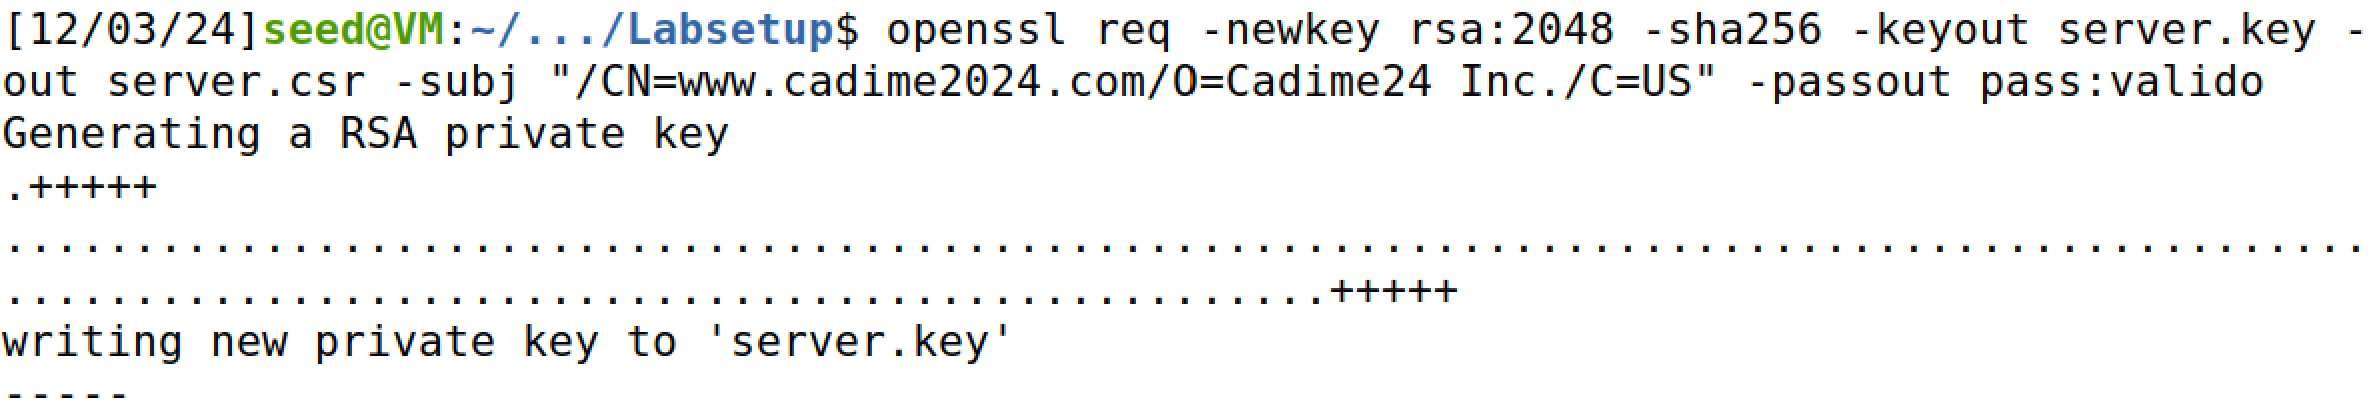 [12/03/24]seed@VM:~/.../Labsetup$ openssl req -newkey rsa:2048 -sha256 -keyout server.key -
out server.csr -subj "/CN=www.cadime2024.com/O=Cadime24 Inc./C=US" -passout pass:valido
Generating a RSA private key
.+++++
...........................................................................................
...................................................+++++
writing new private key to 'server.key'
-----